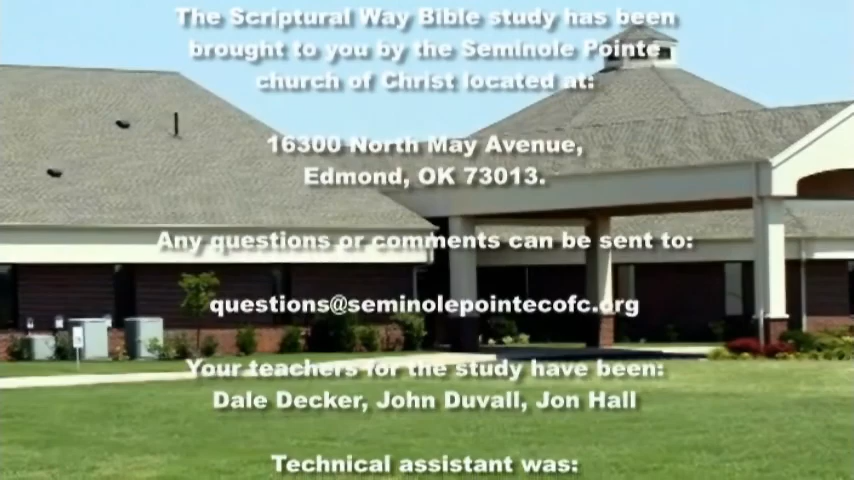 The Scriptural Way Bible study has been
brought to you by the Seminole Pointe
church of Christ located at:
16300 North May Avenue,
Edmond, OK 73013.
Any questions or comments can be sent to:
questions@seminolepointecofc.org
Your teachers for the study have been:
Dale Decker, John Duvall, Jon Hall
Technical assistant was: